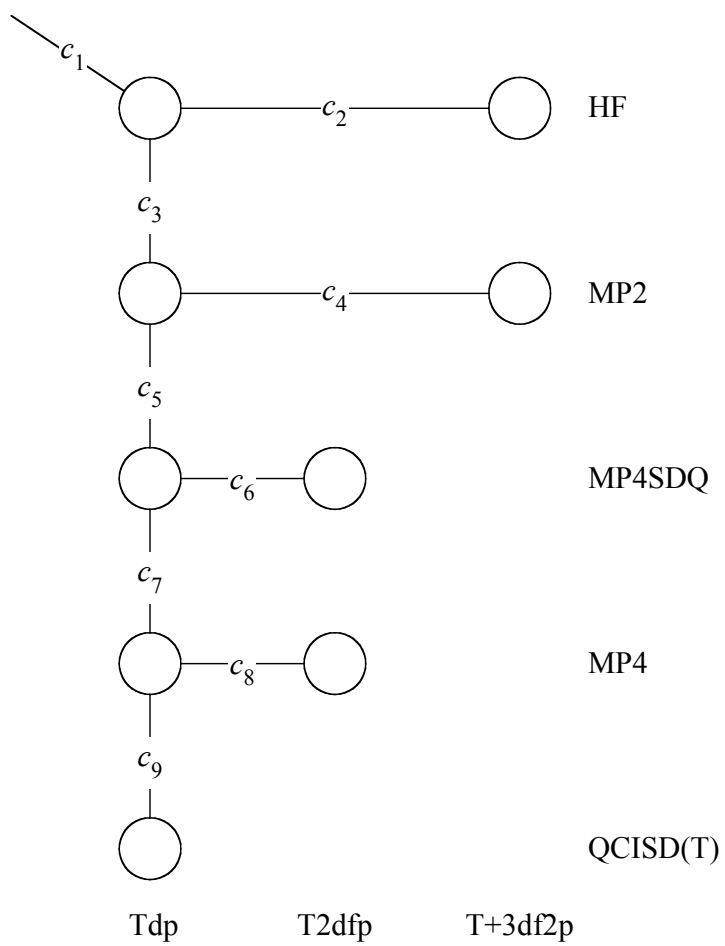 c₁
c₂ HF
c₃
c₄ MP2
c₅
c₆ MP4SDQ
c₇
c₈ MP4
c₉
QCISD(T)
Tdp T2dfp T+3df2p